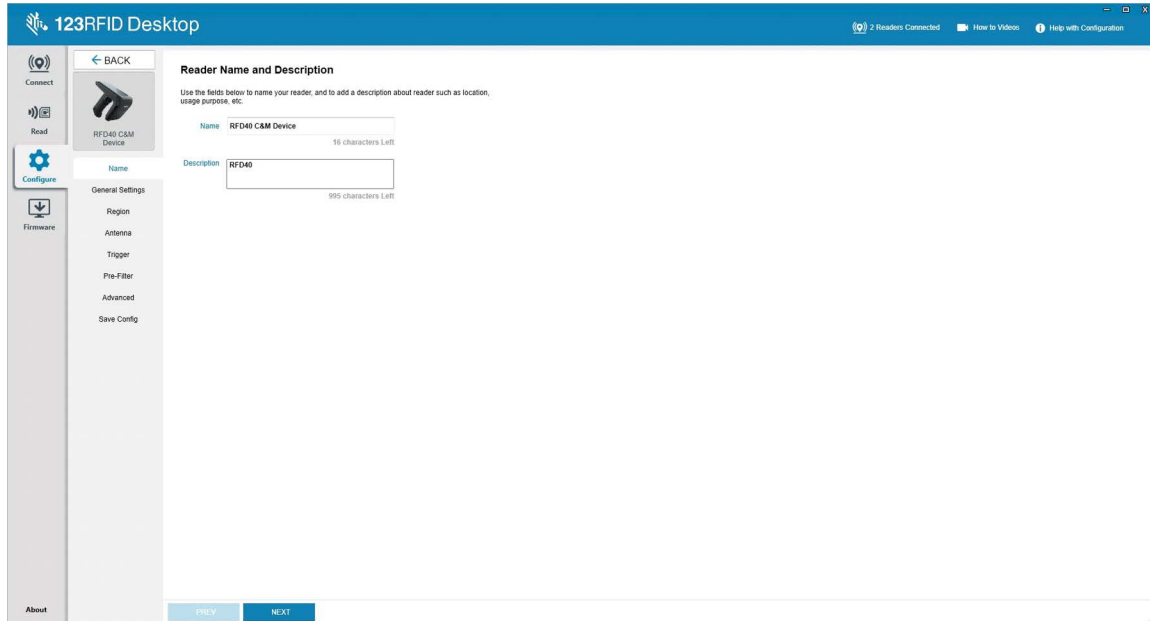 123RFID Desktop
2 Readers Connected
How to Videos
Help with Configuration
Connect
Read
Configure
Firmware
About
BACK
RFD40 C&M
Device
Name
General Settings
Region
Antenna
Trigger
Pre-Filter
Advanced
Save Config
Reader Name and Description
Use the fields below to name your reader, and to add a description about reader such as location,
usage purpose, etc.
Name RFD40 C&M Device
16 characters Left
Description RFD40
995 characters Left
PREV NEXT